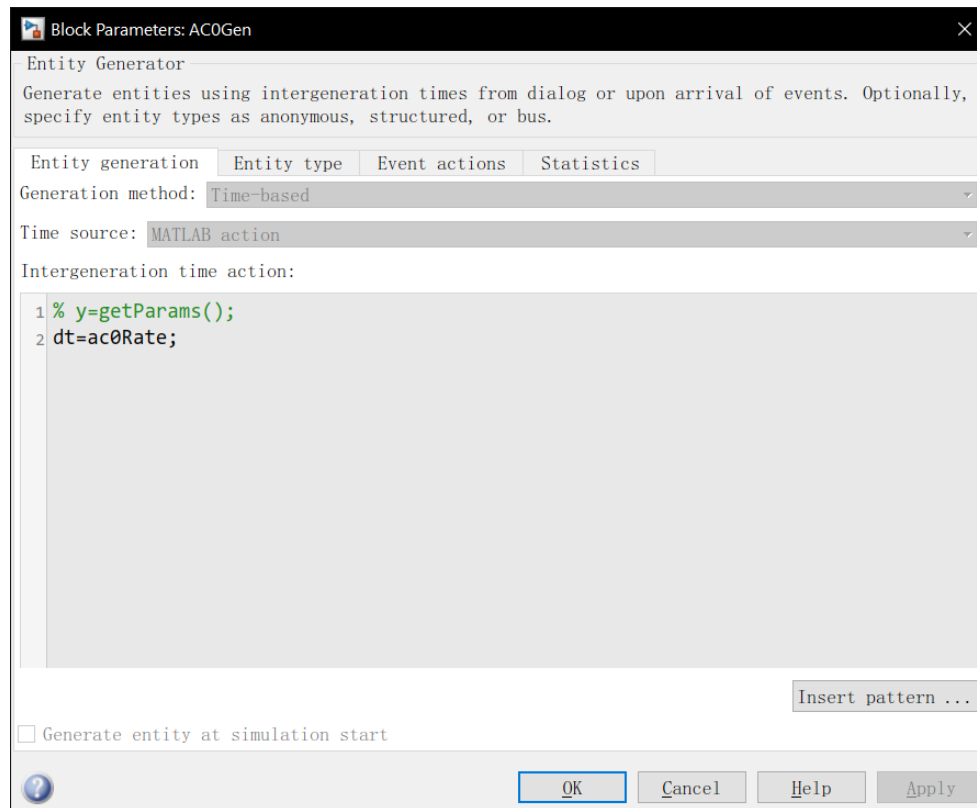 Block Parameters: AC0Gen
Entity Generator
Generate entities using intergeneration times from dialog or upon arrival of events. Optionally,
specify entity types as anonymous, structured, or bus.
Entity generation Entity type Event actions Statistics
Generation method: Time-based
Time source: MATLAB action
Intergeneration time action:
1 % y=getParams();
2 dt=ac0Rate;
Insert pattern ...
Generate entity at simulation start
OK Cancel Help Apply